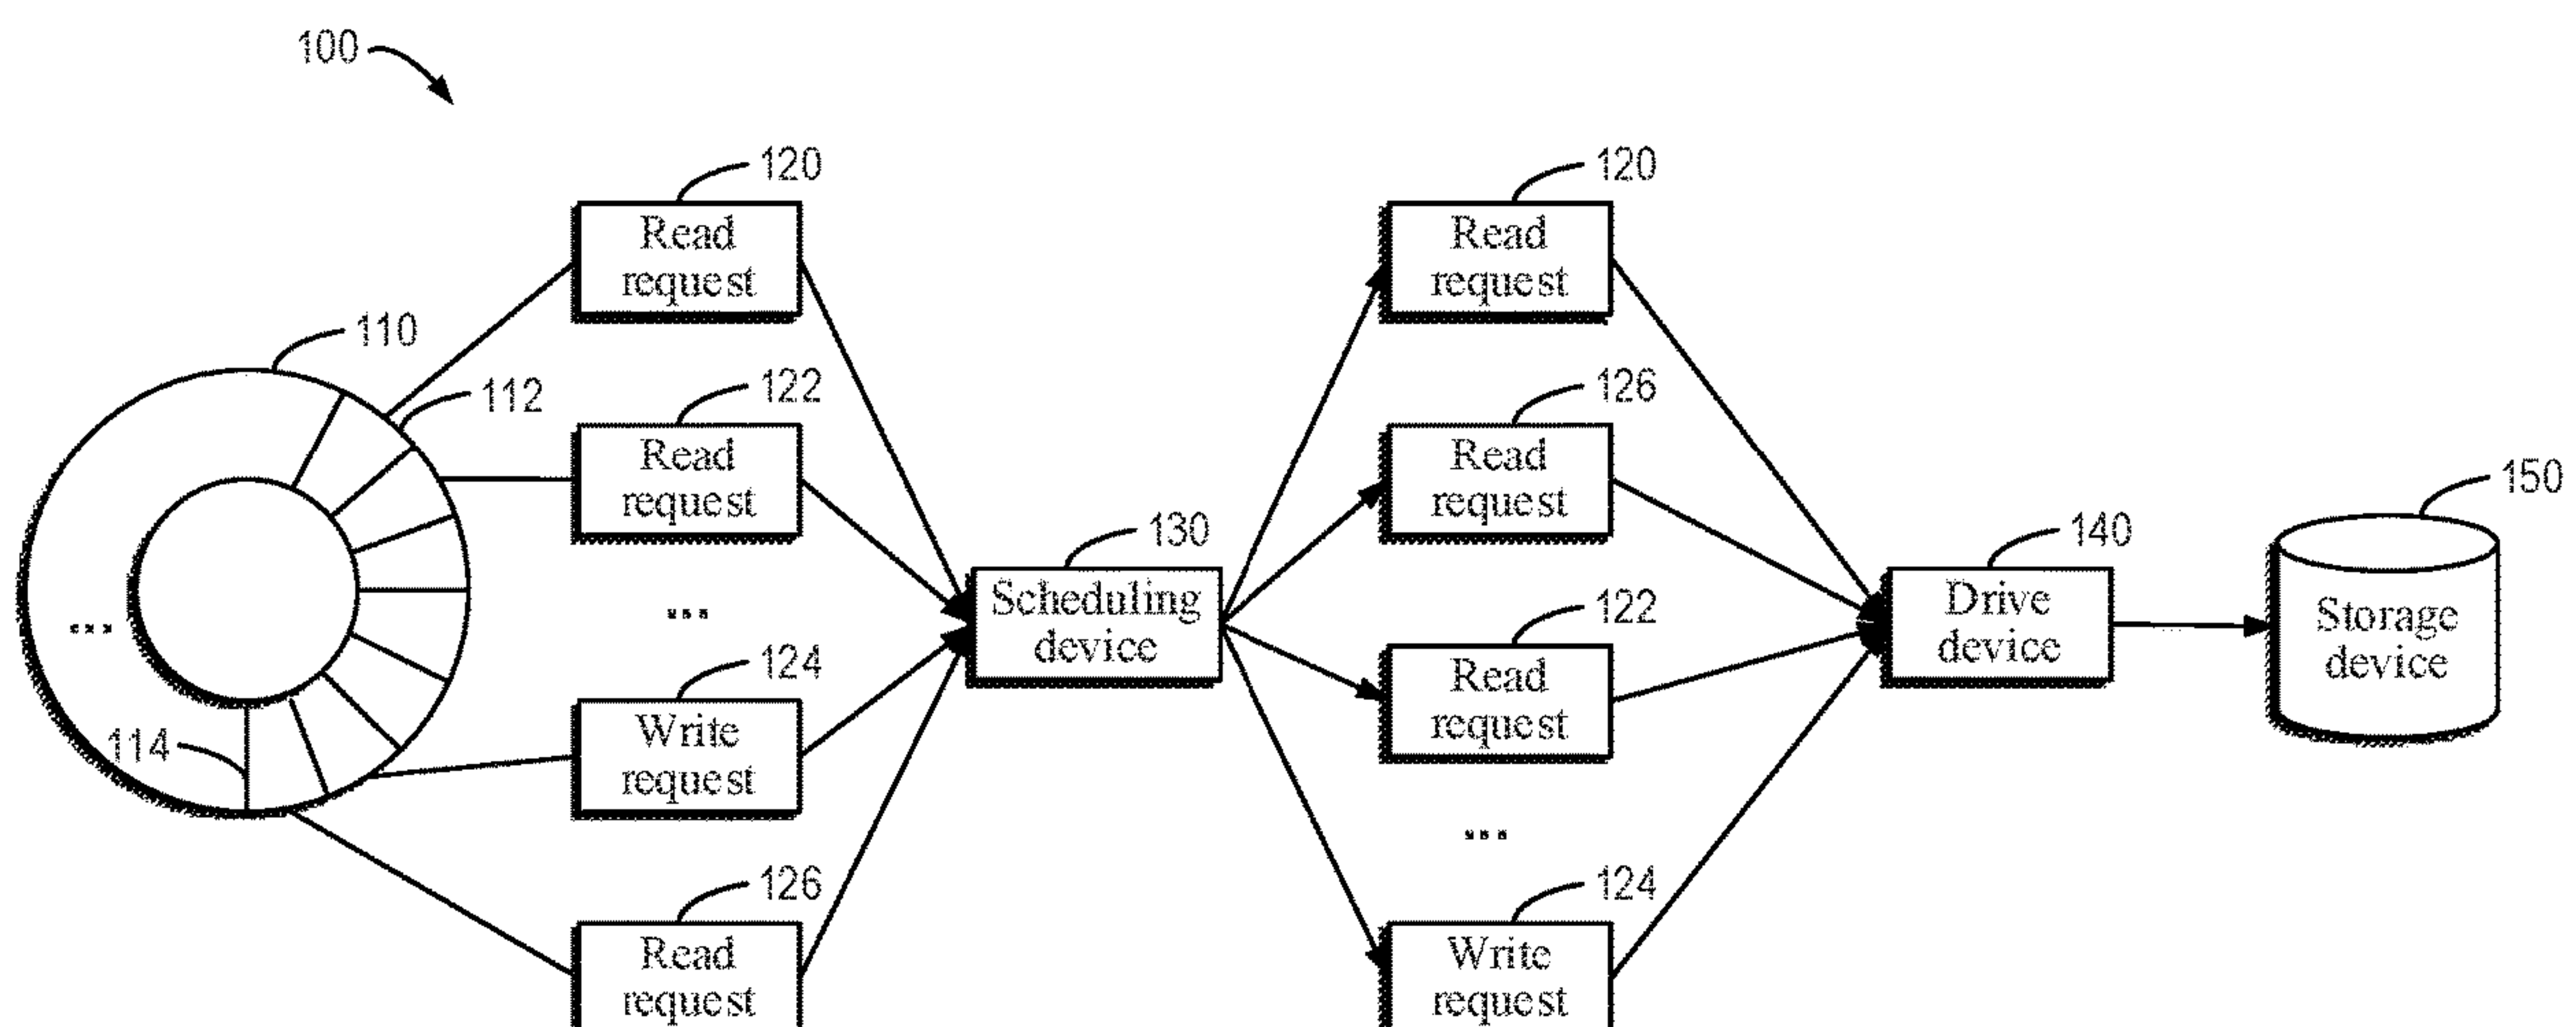 100
120
Read
request
120
Read
request
110
112
122
Read
request
126
Read
request
150
Storage
device
130
Scheduling
device
140
Drive
device
...
...
122
Read
request
114
124
Write
request
...
126
Read
request
124
Write
request